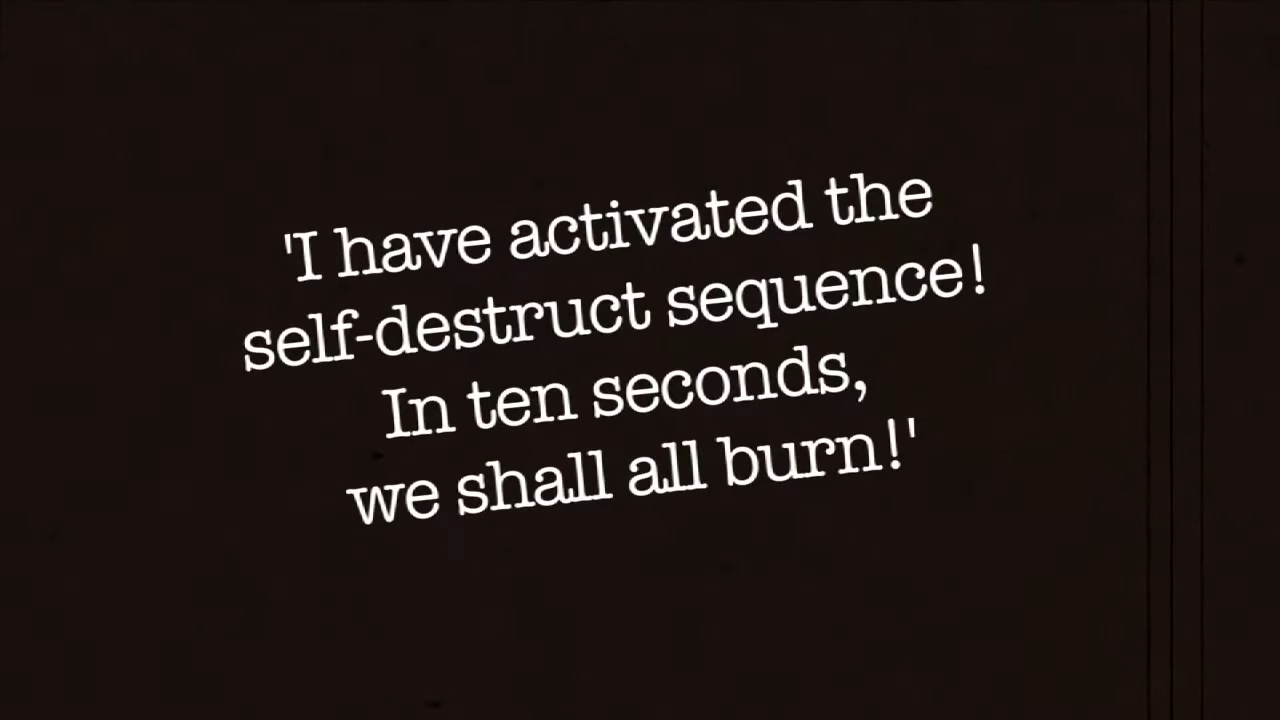 'I have activated the
self-destruct sequence!
In ten seconds,
we shall all burn!'